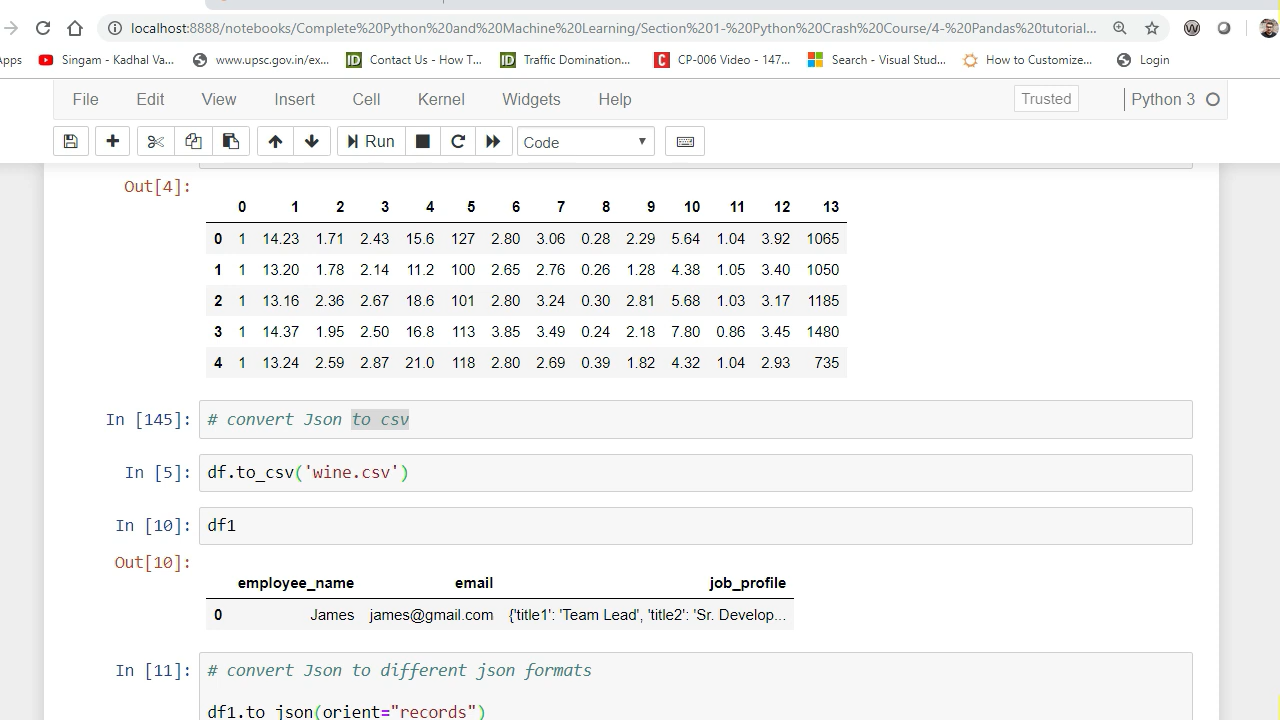 localhost:8888/notebooks/Complete%20Python%20and%20Machine%20Learning/Section%201-%20Python%20Crash%20Course/4-%20Pandas%20tutorial...
Apps Singam - Kadhal Va... www.upsc.gov.in/ex... ID Contact Us - How T... ID Traffic Domination... C CP-006 Video - 147... Search - Visual Stud... How to Customize... Login
File Edit View Insert Cell Kernel Widgets Help Trusted Python 3
Run Code
Out[4]:
0 1 2 3 4 5 6 7 8 9 10 11 12 13
0 1 14.23 1.71 2.43 15.6 127 2.80 3.06 0.28 2.29 5.64 1.04 3.92 1065
1 1 13.20 1.78 2.14 11.2 100 2.65 2.76 0.26 1.28 4.38 1.05 3.40 1050
2 1 13.16 2.36 2.67 18.6 101 2.80 3.24 0.30 2.81 5.68 1.03 3.17 1185
3 1 14.37 1.95 2.50 16.8 113 3.85 3.49 0.24 2.18 7.80 0.86 3.45 1480
4 1 13.24 2.59 2.87 21.0 118 2.80 2.69 0.39 1.82 4.32 1.04 2.93 735
In [145]: # convert Json to csv
In [5]: df.to_csv('wine.csv')
In [10]: df1
Out[10]:
employee_name email job_profile
0 James james@gmail.com {'title1': 'Team Lead', 'title2': 'Sr. Develop...
In [11]: # convert Json to different json formats
df1.to_json(orient="records")